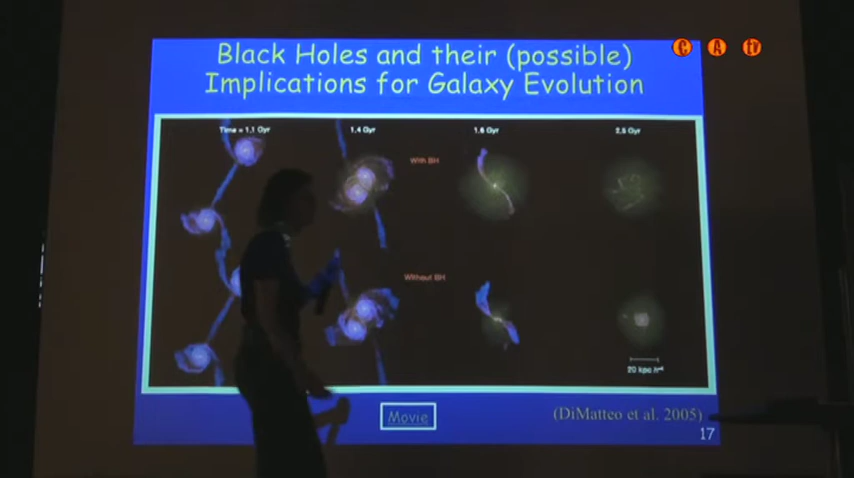 Black Holes and their (possible)
Implications for Galaxy Evolution
C A tv
Time = 1.1 Gyr
1.4 Gyr
1.6 Gyr
2.5 Gyr
With BH
Without BH
20 kpc h⁻¹
Movie
(DiMatteo et al. 2005)
17